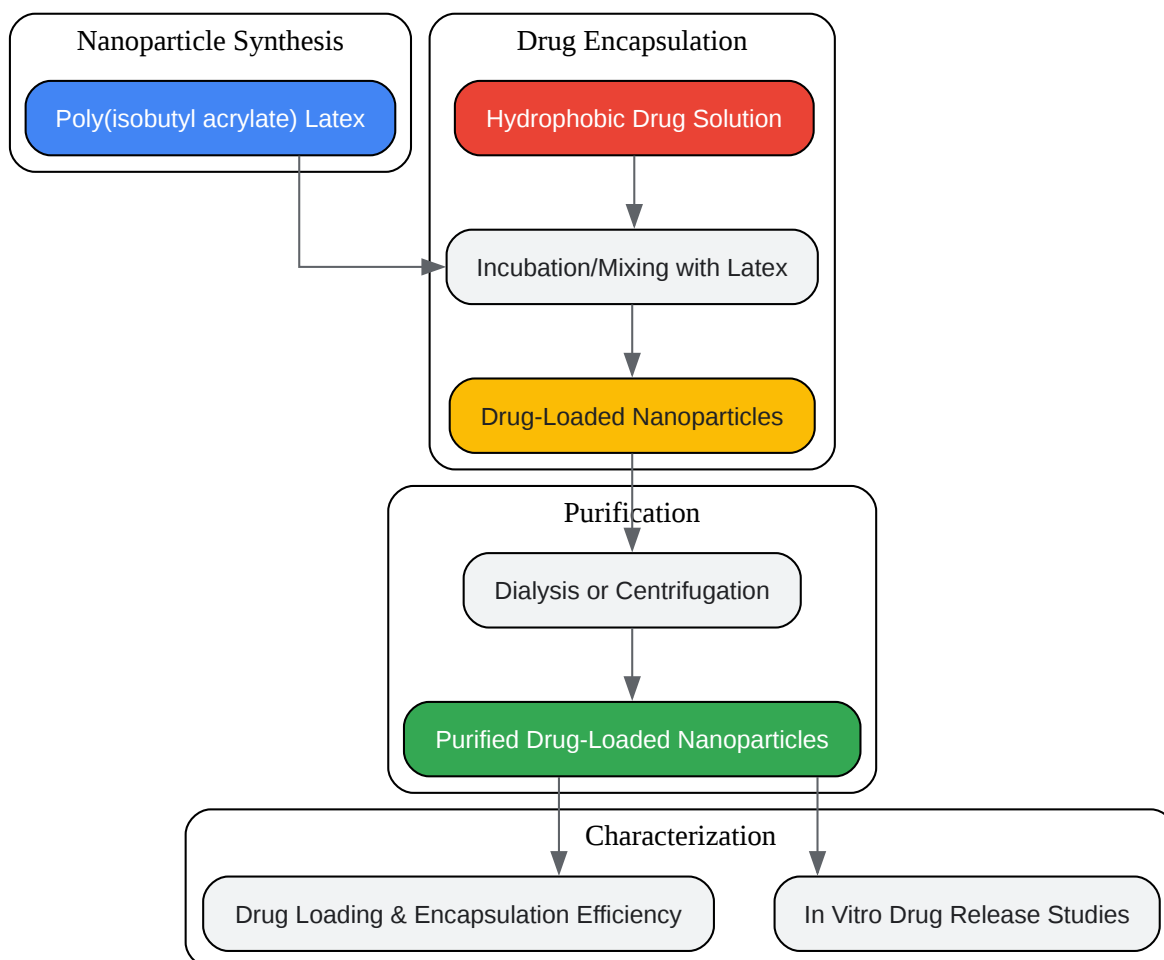 Nanoparticle Synthesis
Poly(isobutyl acrylate) Latex
Drug Encapsulation
Hydrophobic Drug Solution
Incubation/Mixing with Latex
Drug-Loaded Nanoparticles
Purification
Dialysis or Centrifugation
Purified Drug-Loaded Nanoparticles
Characterization
Drug Loading & Encapsulation Efficiency
In Vitro Drug Release Studies